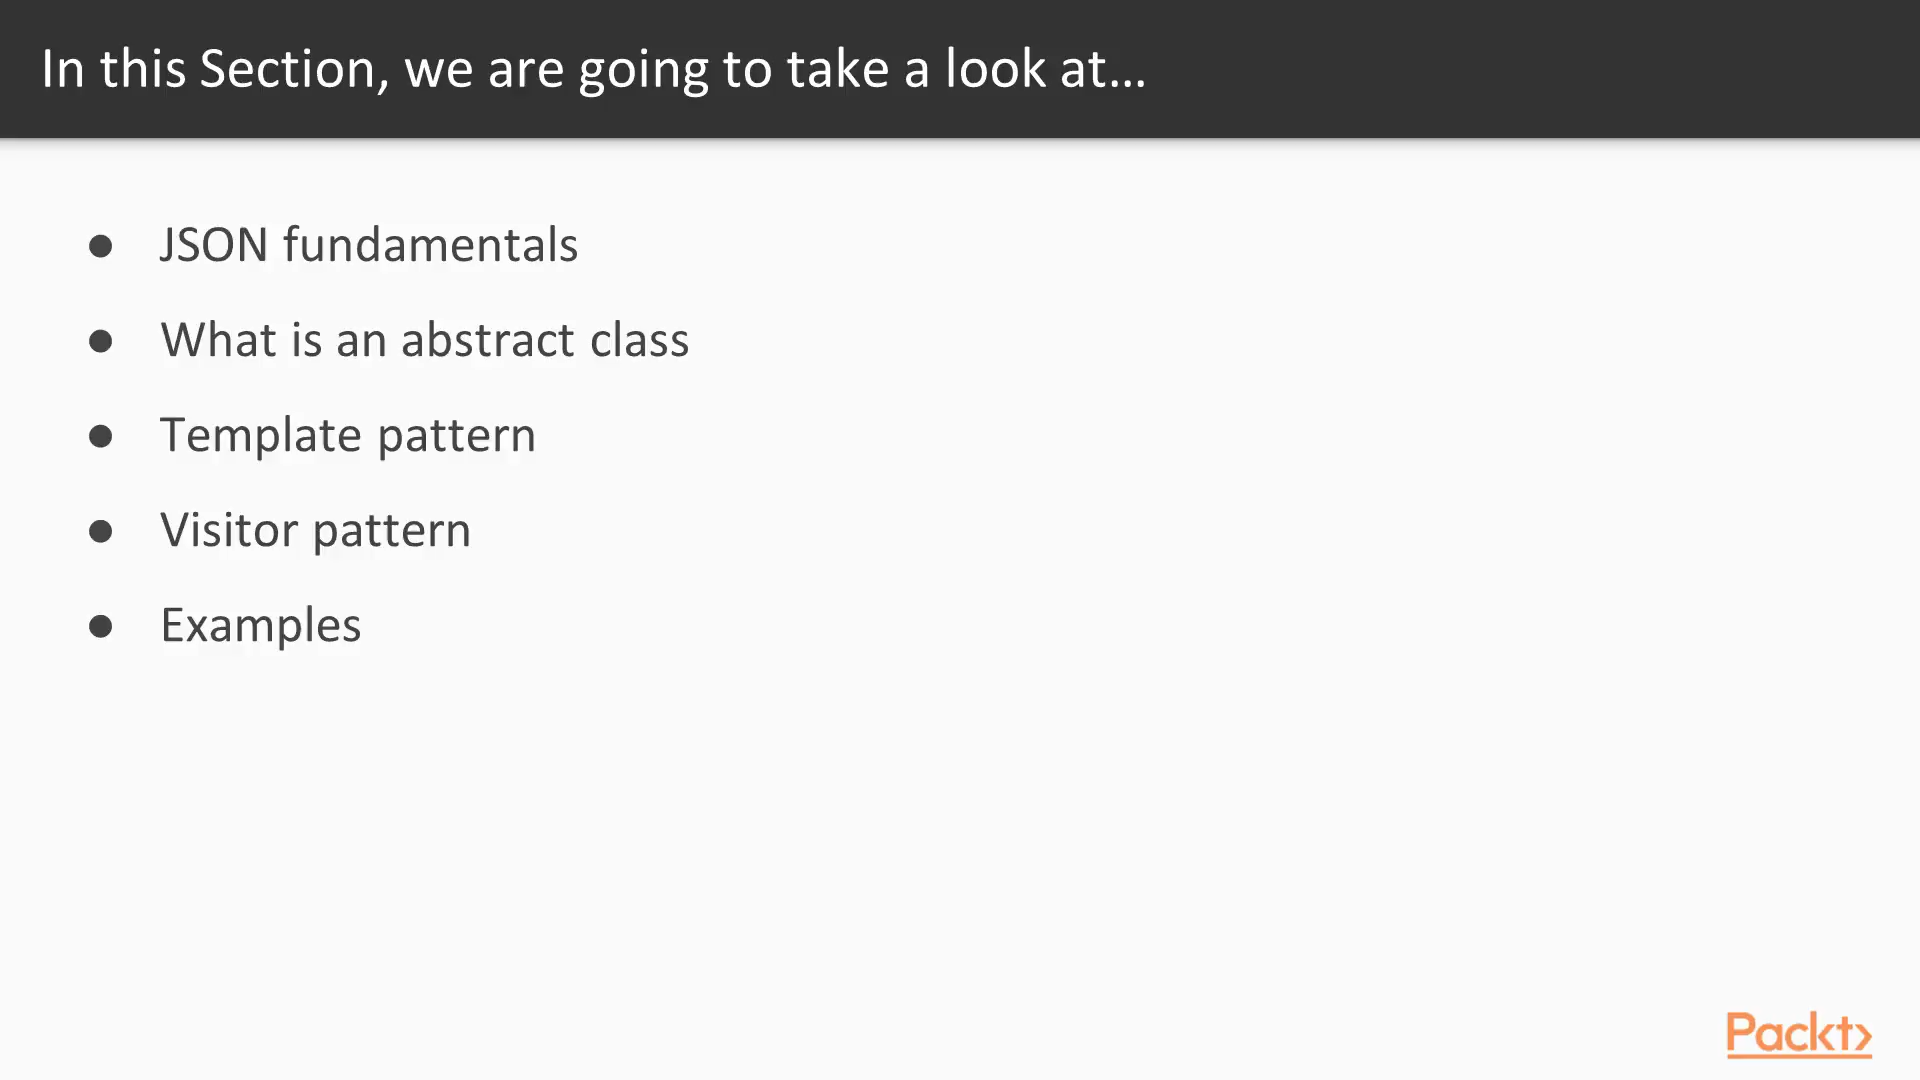 In this Section, we are going to take a look at...
● JSON fundamentals
● What is an abstract class
● Template pattern
● Visitor pattern
● Examples
Packt>